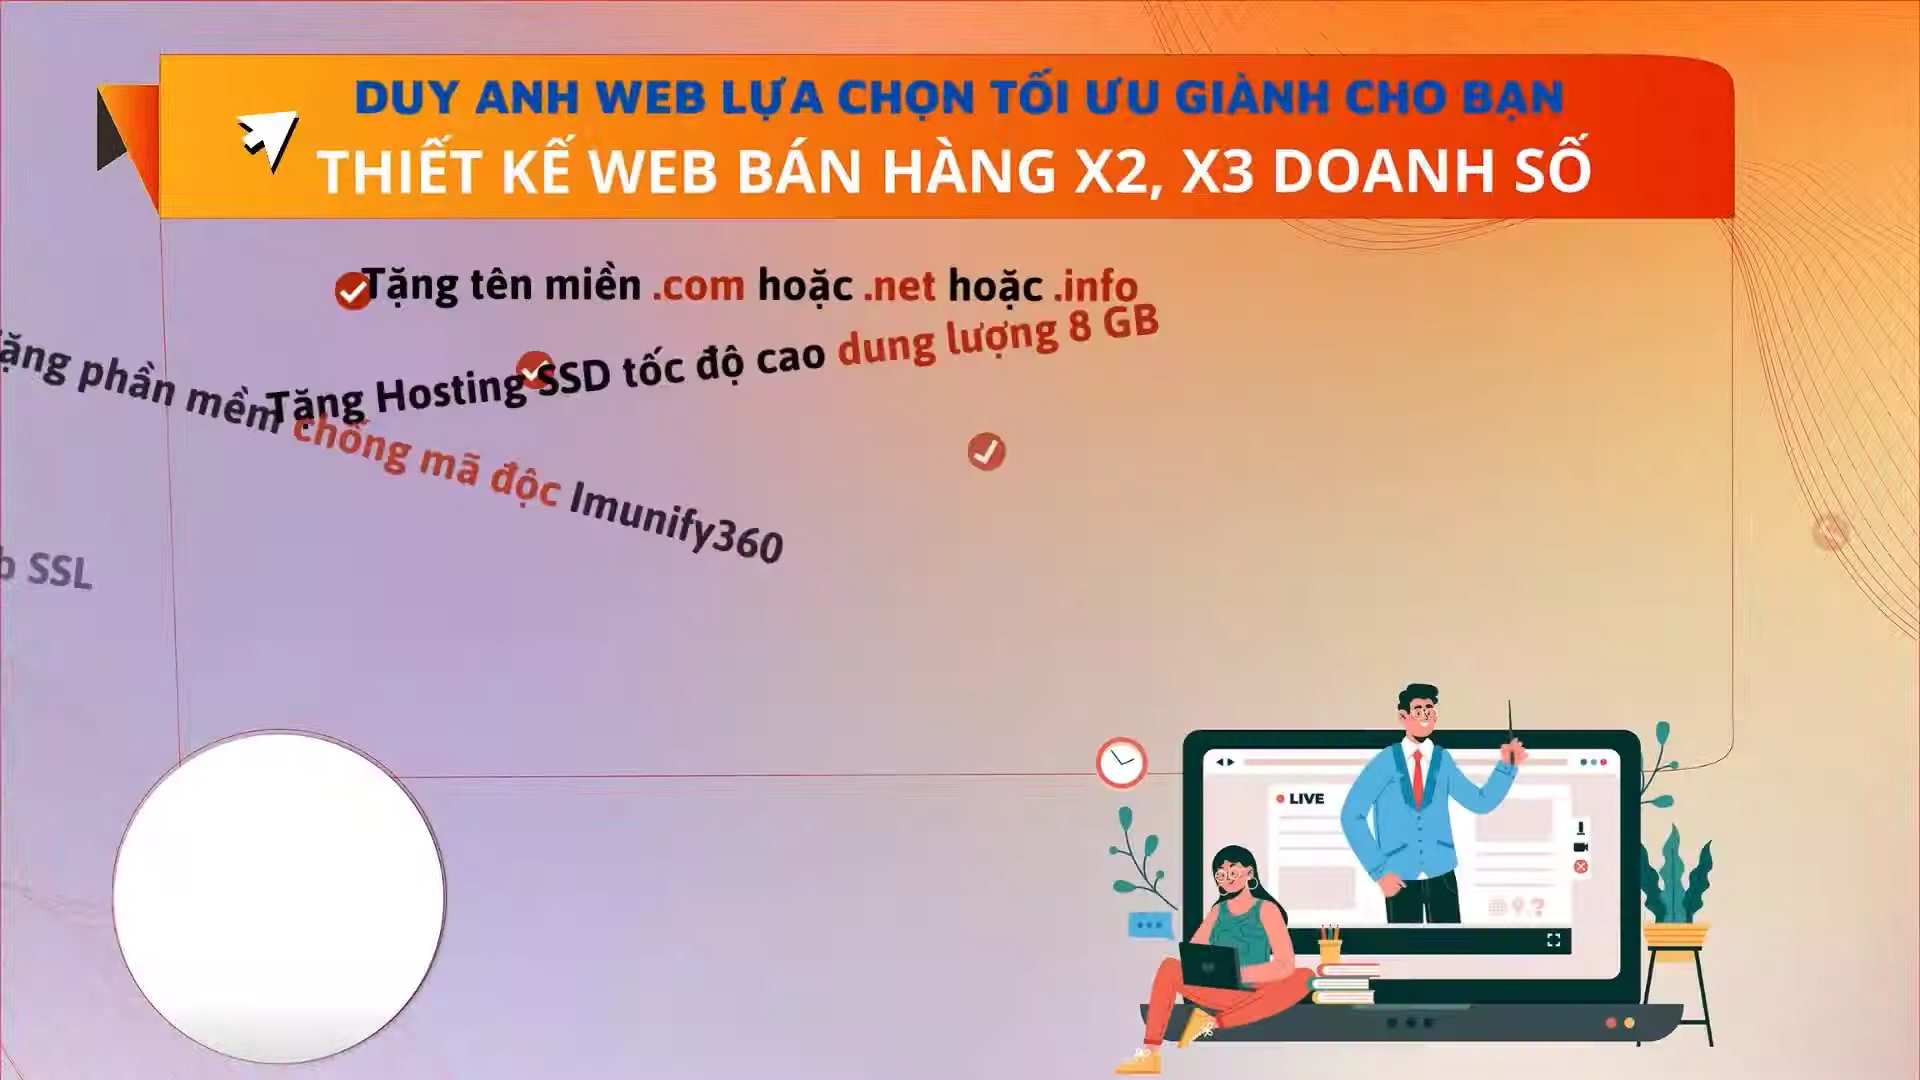 DUY ANH WEB LỰA CHỌN TỐI ƯU GIÀNH CHO BẠN
THIẾT KẾ WEB BÁN HÀNG X2, X3 DOANH SỐ
Tặng tên miền .com hoặc .net hoặc .info
Tặng Hosting SSD tốc độ cao dung lượng 8 GB
phần mềm chống mã độc Imunify360
SSL
LIVE